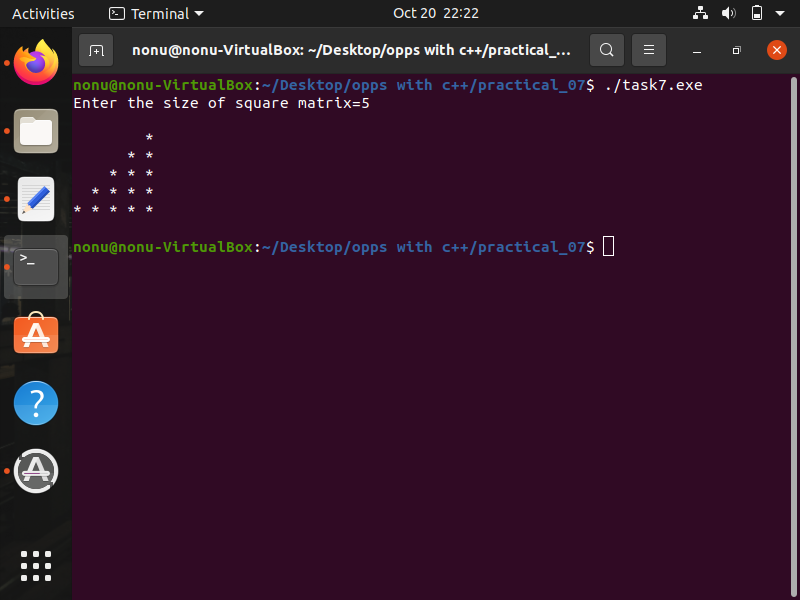 Activities Terminal Oct 20 22:22
nonu@nonu-VirtualBox: ~/Desktop/opps with c++/practical_...
nonu@nonu-VirtualBox:~/Desktop/opps with c++/practical_07$ ./task7.exe
Enter the size of square matrix=5
        *
      * *
    * * *
  * * * *
* * * * *
nonu@nonu-VirtualBox:~/Desktop/opps with c++/practical_07$